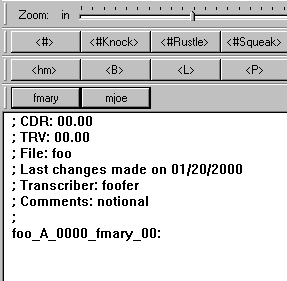 Zoom: in
<#> <#Knock> <#Rustle> <#Squeak>
<hm> <B> <L> <P>
fmary mjoe
; CDR: 00.00
; TRV: 00.00
; File: foo
; Last changes made on 01/20/2000
; Transcriber: foofer
; Comments: notional
;
foo_A_0000_fmary_00: